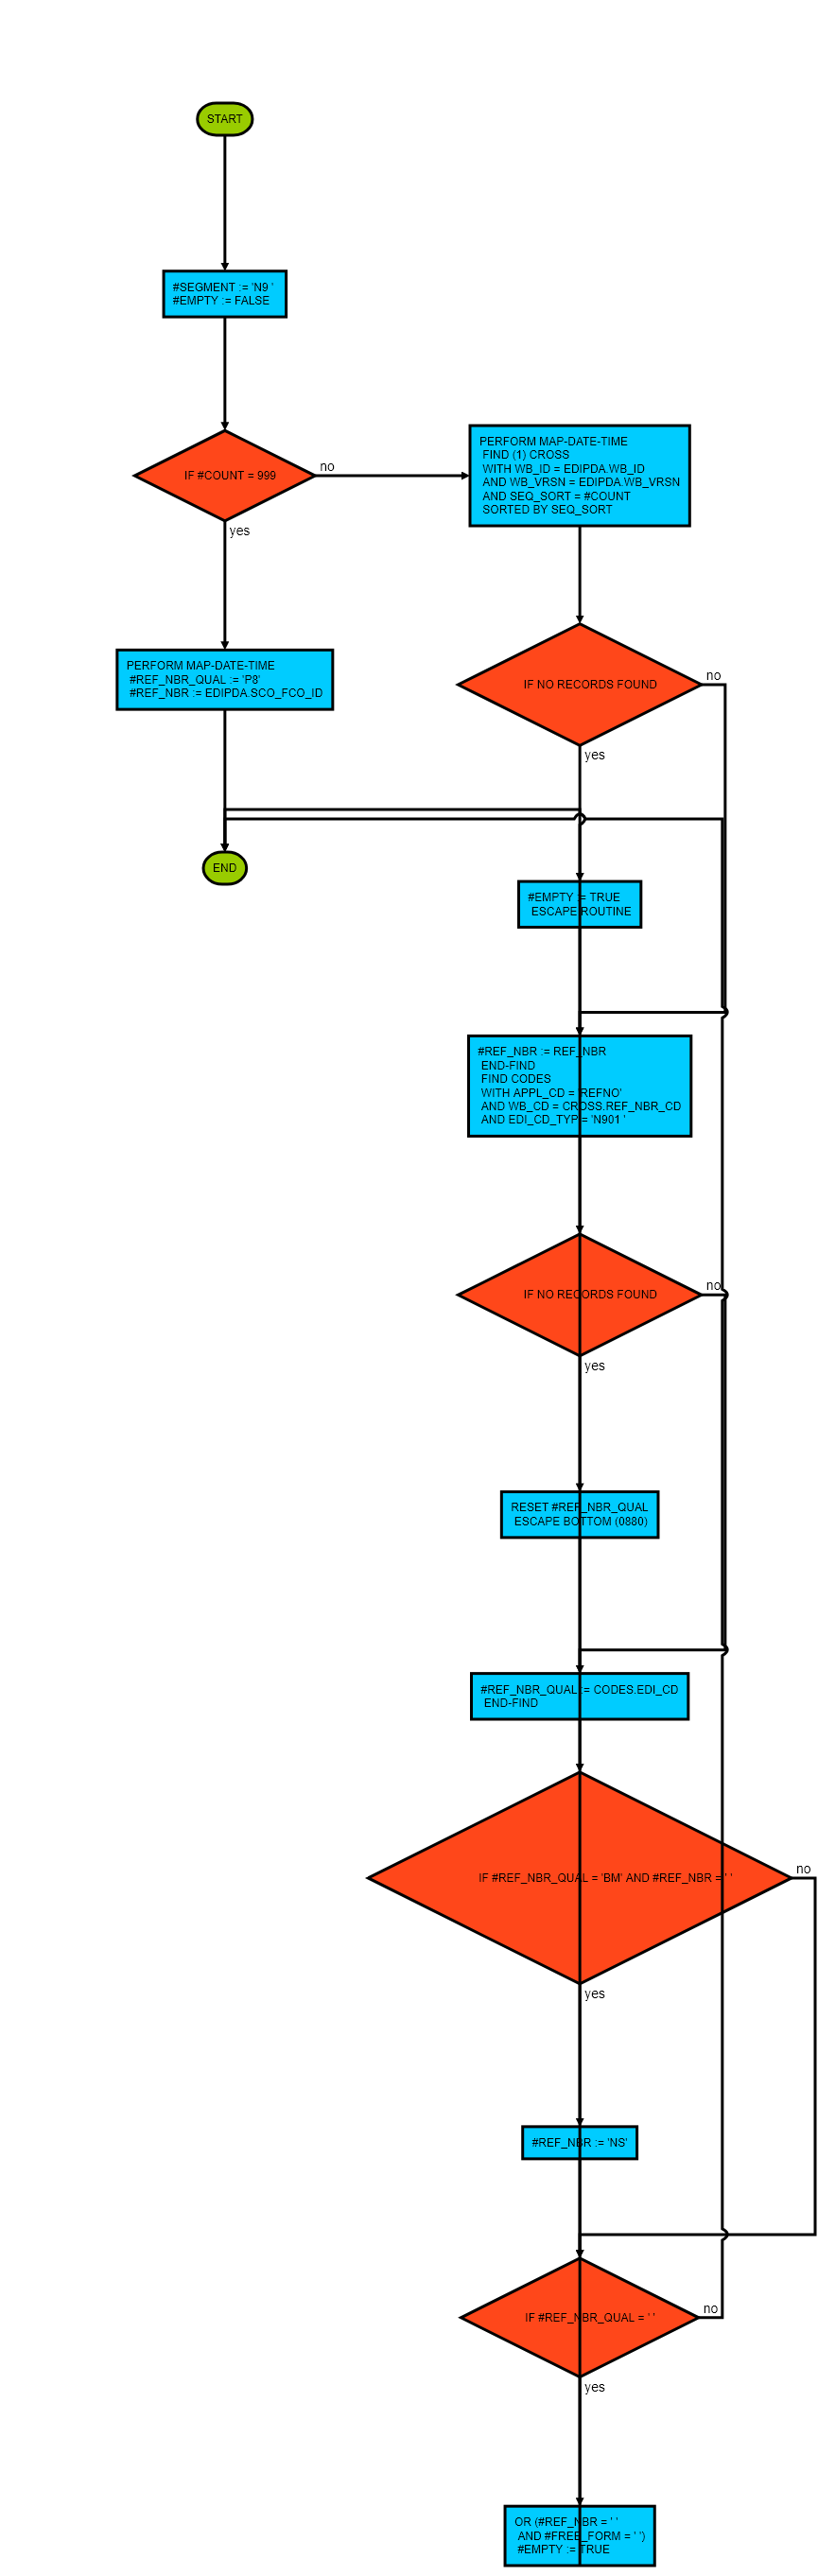 START
#SEGMENT := 'N9 '
#EMPTY := FALSE
IF #COUNT = 999
no
yes
PERFORM MAP-DATE-TIME
FIND (1) CROSS
WITH WB_ID = EDIPDA.WB_ID
AND WB_VRSN = EDIPDA.WB_VRSN
AND SEQ_SORT = #COUNT
SORTED BY SEQ_SORT
PERFORM MAP-DATE-TIME
#REF_NBR_QUAL := 'P8'
#REF_NBR := EDIPDA.SCO_FCO_ID
IF NO RECORDS FOUND
no
yes
END
#EMPTY := TRUE
ESCAPE ROUTINE
#REF_NBR := REF_NBR
END-FIND
FIND CODES
WITH APPL_CD = 'REFNO'
AND WB_CD = CROSS.REF_NBR_CD
AND EDI_CD_TYP = 'N901 '
IF NO RECORDS FOUND
no
yes
RESET #REF_NBR_QUAL
ESCAPE BOTTOM (0880)
#REF_NBR_QUAL := CODES.EDI_CD
END-FIND
IF #REF_NBR_QUAL = 'BM' AND #REF_NBR = ' '
no
yes
#REF_NBR := 'NS'
IF #REF_NBR_QUAL = ' '
no
yes
OR (#REF_NBR = ' '
AND #FREE_FORM = ' ')
#EMPTY := TRUE